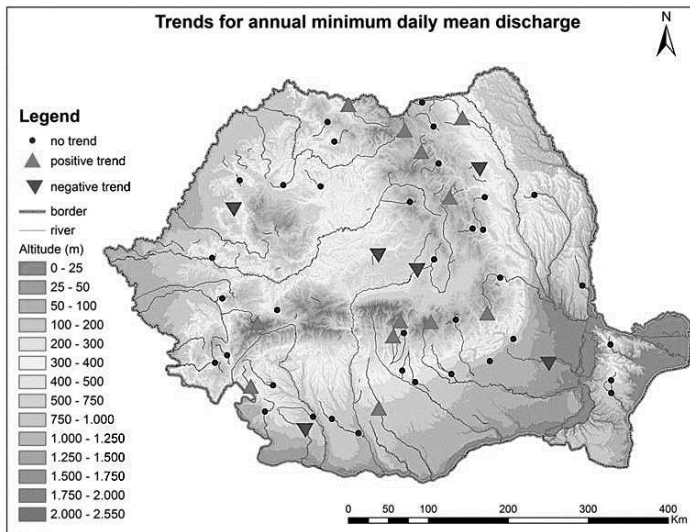 Trends for annual minimum daily mean discharge
N
Legend
no trend
positive trend
negative trend
border
river
Altitude (m)
0 - 25
25 - 50
50 - 100
100 - 200
200 - 300
300 - 400
400 - 500
500 - 750
750 - 1.000
1.000 - 1.250
1.250 - 1.500
1.500 - 1.750
1.750 - 2.000
2.000 - 2.550
0 50 100 200 300 400
Km